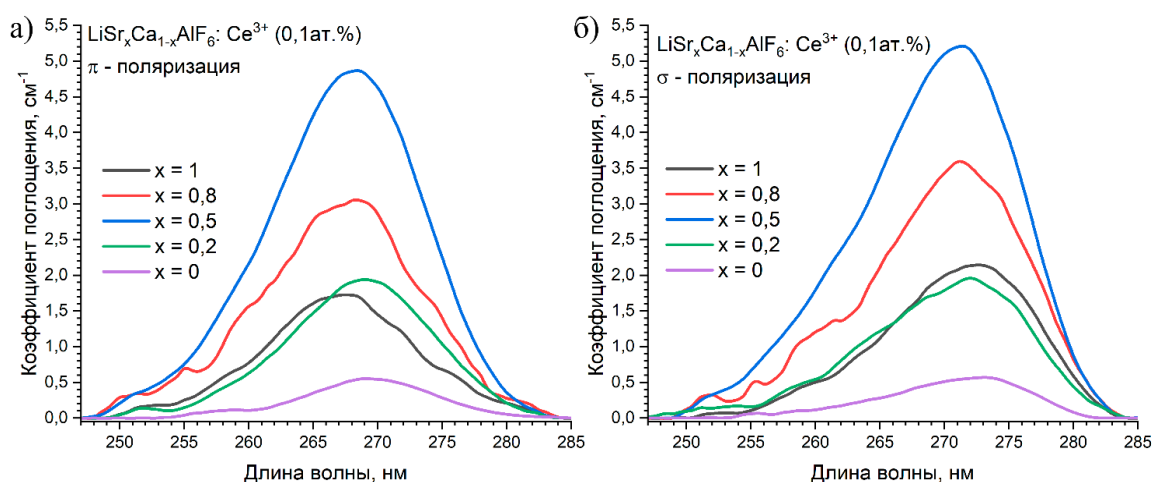 а)
LiSrₓCa₁₋ₓAlF₆: Ce³⁺ (0,1ат.%)
π - поляризация
x = 1
x = 0,8
x = 0,5
x = 0,2
x = 0
Коэффициент поглощения, см⁻¹
5,5
5,0
4,5
4,0
3,5
3,0
2,5
2,0
1,5
1,0
0,5
0,0
250 255 260 265 270 275 280 285
Длина волны, нм
б)
LiSrₓCa₁₋ₓAlF₆: Ce³⁺ (0,1ат.%)
σ - поляризация
x = 1
x = 0,8
x = 0,5
x = 0,2
x = 0
Коэффициент поглощения, см⁻¹
5,5
5,0
4,5
4,0
3,5
3,0
2,5
2,0
1,5
1,0
0,5
0,0
250 255 260 265 270 275 280 285
Длина волны, нм